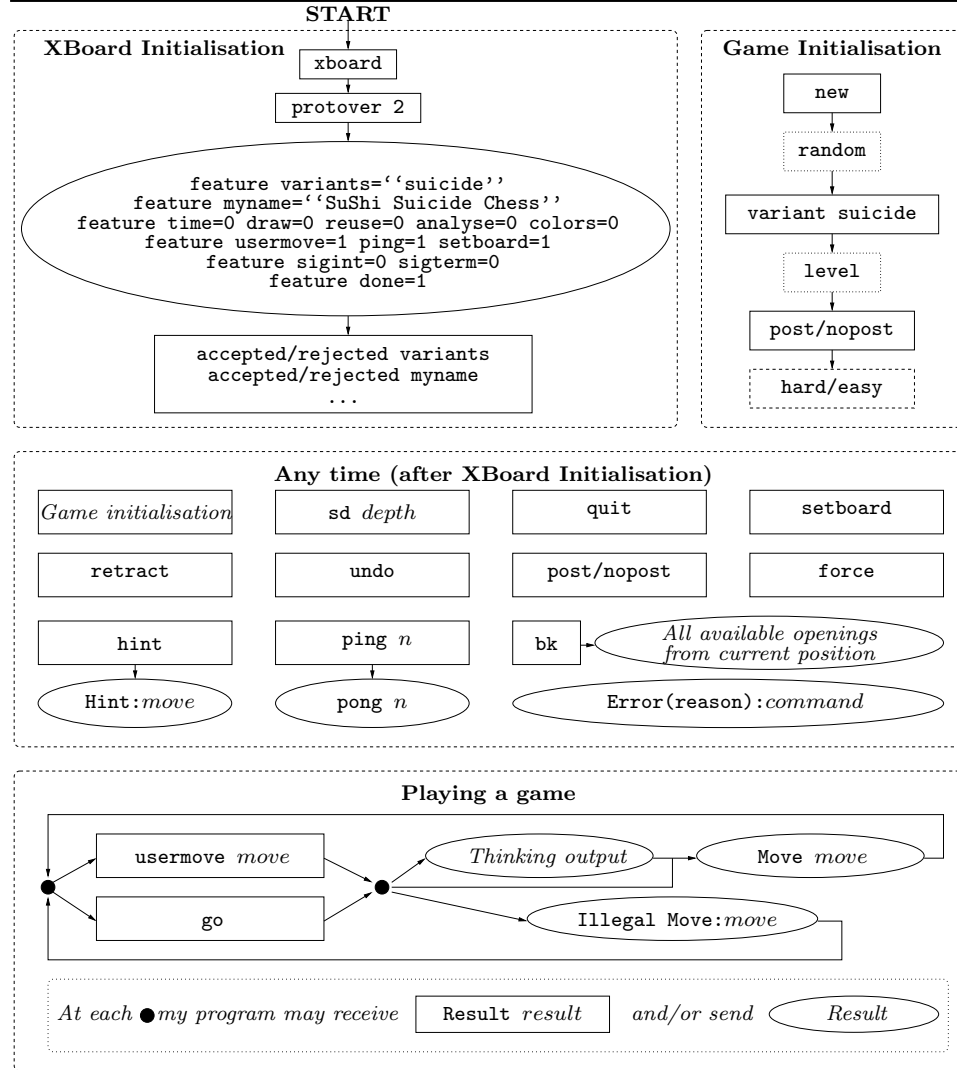 START
XBoard Initialisation
xboard
protover 2
feature variants=‘‘suicide’’
feature myname=‘‘SuShi Suicide Chess’’
feature time=0 draw=0 reuse=0 analyse=0 colors=0
feature usermove=1 ping=1 setboard=1
feature sigint=0 sigterm=0
feature done=1
accepted/rejected variants
accepted/rejected myname
...
Game Initialisation
new
random
variant suicide
level
post/nopost
hard/easy
Any time (after XBoard Initialisation)
Game initialisation
sd depth
quit
setboard
retract
undo
post/nopost
force
hint
ping n
bk
All available openings
from current position
Hint:move
pong n
Error(reason):command
Playing a game
usermove move
Thinking output
Move move
go
Illegal Move:move
At each ● my program may receive
Result result
and/or send
Result